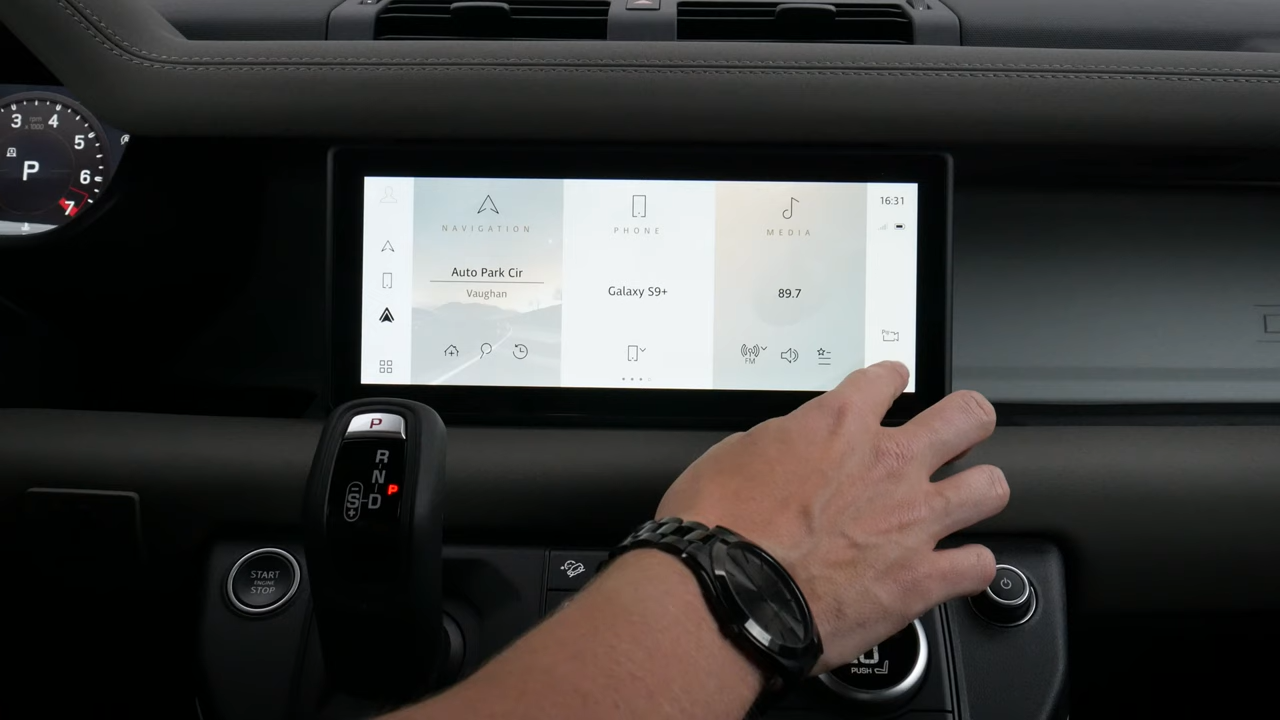 3
rpm
x 1000
4
5
P
6
7
NAVIGATION
Auto Park Cir
Vaughan
PHONE
Galaxy S9+
MEDIA
89.7
FM
16:31
P
R
N
P
S
D
START
ENGINE
STOP
PUSH